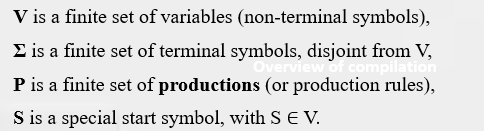 V is a finite set of variables (non-terminal symbols),
Σ is a finite set of terminal symbols, disjoint from V,
Overview of compilation
P is a finite set of productions (or production rules),
S is a special start symbol, with S ∈ V.